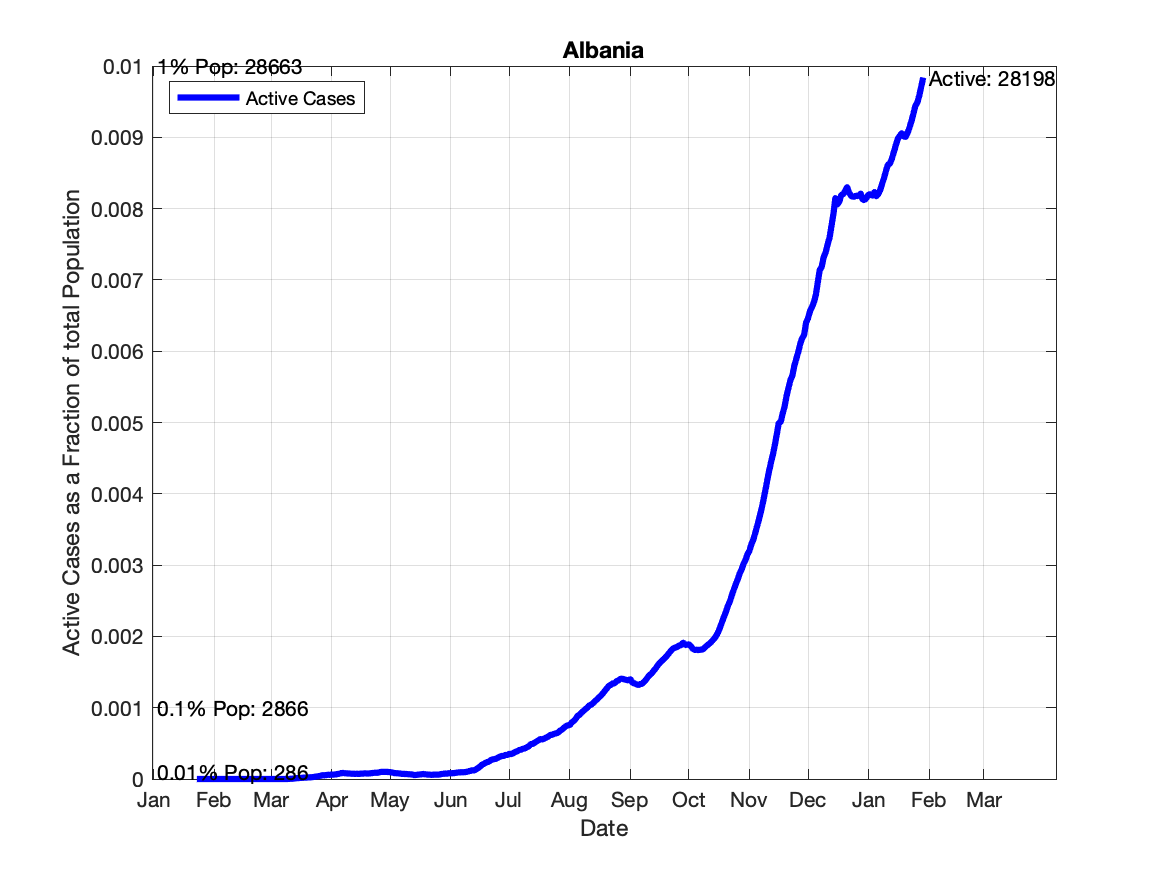 Albania
0.01
1% Pop: 28663
Active Cases
Active: 28198
0.009
0.008
0.007
0.006
0.005
0.004
0.003
0.002
0.001
0.1% Pop: 2866
0.01% Pop: 286
0
Jan Feb Mar Apr May Jun Jul Aug Sep Oct Nov Dec Jan Feb Mar
Date
Active Cases as a Fraction of total Population